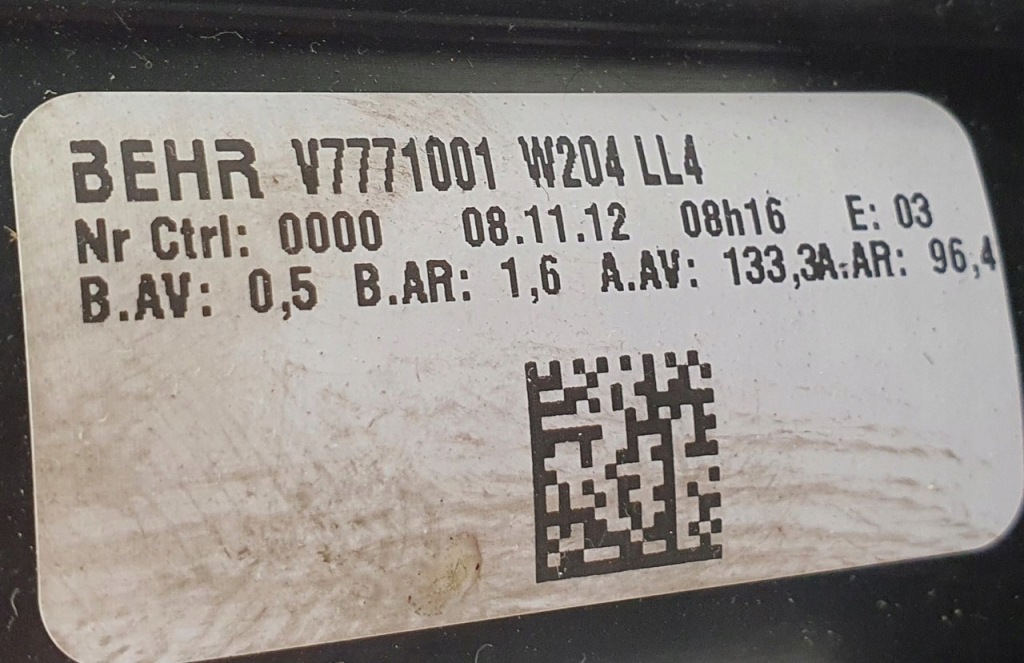 BEHR V7771001 W204 LL4
Nr Ctrl: 0000 08.11.12 08h16 E: 03
B.AV: 0,5 B.AR: 1,6 A.AV: 133,3A.AR: 96,4